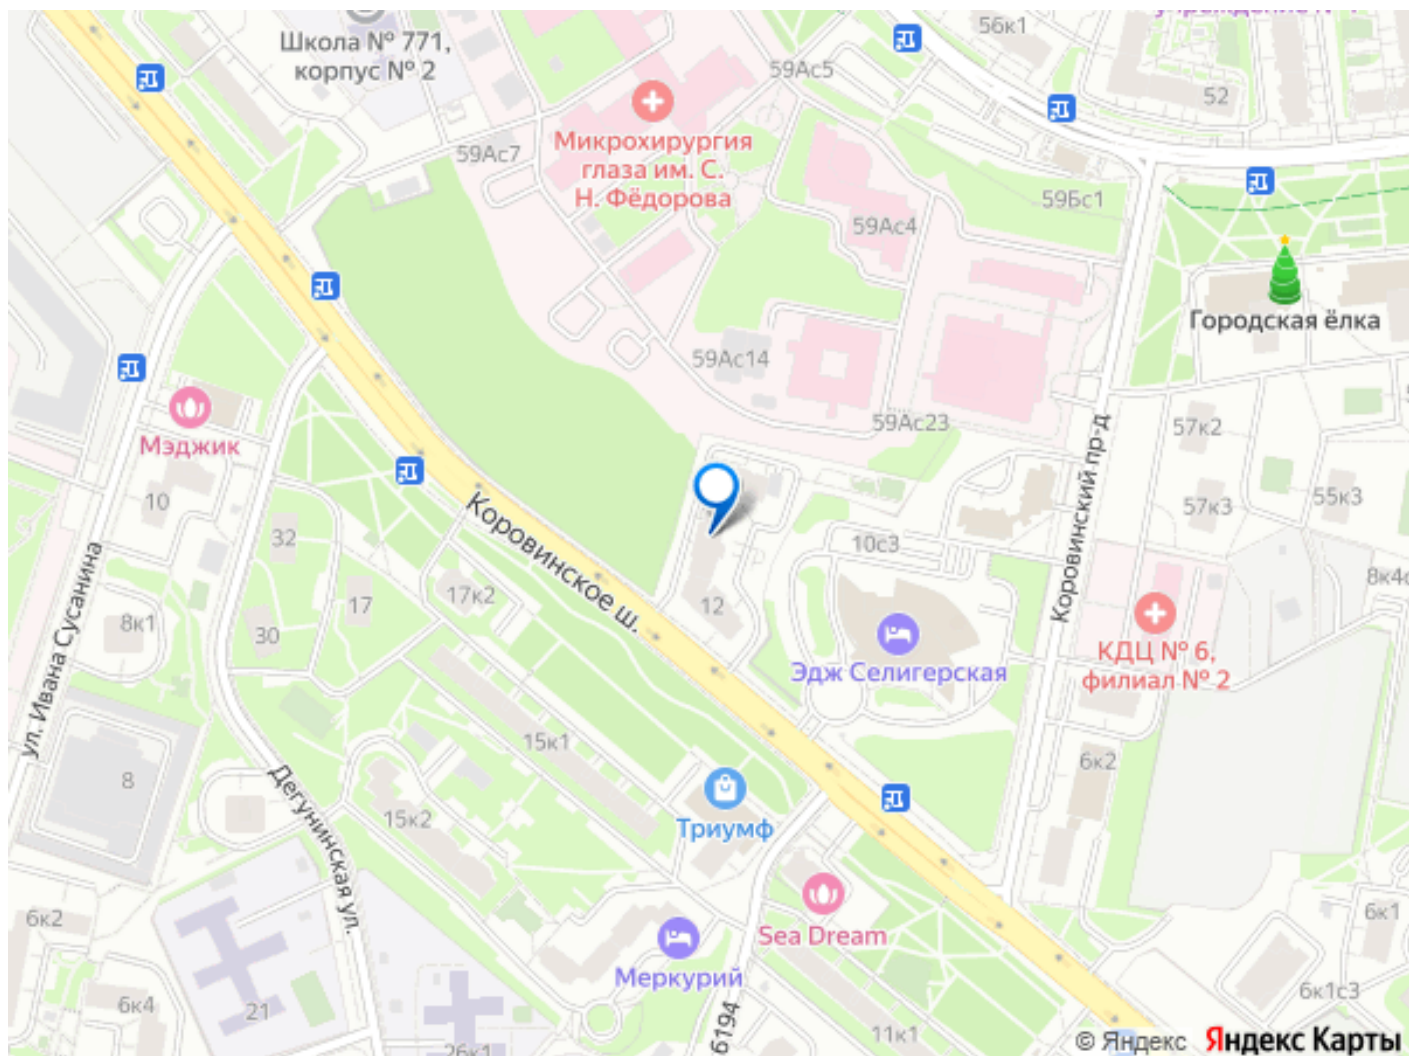 56к1
Школа № 771,
корпус № 2
59Ас5
52
Микрохирургия
глаза им. С.
Н. Фёдорова
59Ас7
59Бс1
59Ас4
Городская ёлка
59Ас14
Мэджик
59Ас23
57к2
Коровинский пр-д
10
55к3
57к3
Коровинское ш.
32
10с3
8к4с
17к2
17
12
8к1
30
ул. Ивана Сусанина
Эдж Селигерская
КДЦ № 6,
филиал № 2
15к1
6к2
8
Дегунинская ул.
15к2
Триумф
6к2
6к1
Sea Dream
Меркурий
6к4
21
6к1с3
6194
11к1
26к1
© Яндекс Яндекс Карты